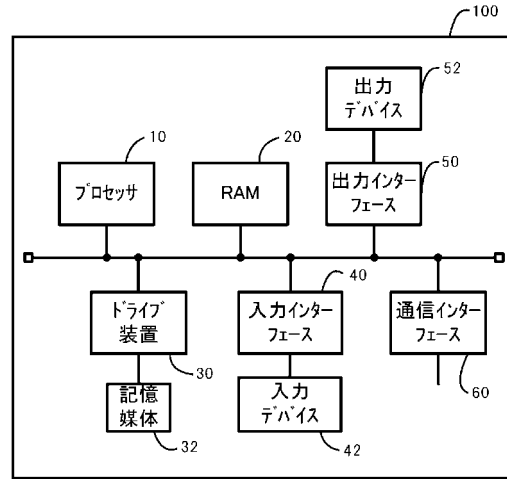 100
52
出力
デバイス
10
20
50
プロセッサ
RAM
出力インター
フェース
40
ドライブ
装置
入力インター
フェース
通信インター
フェース
30
60
記憶
媒体
入力
デバイス
32
42